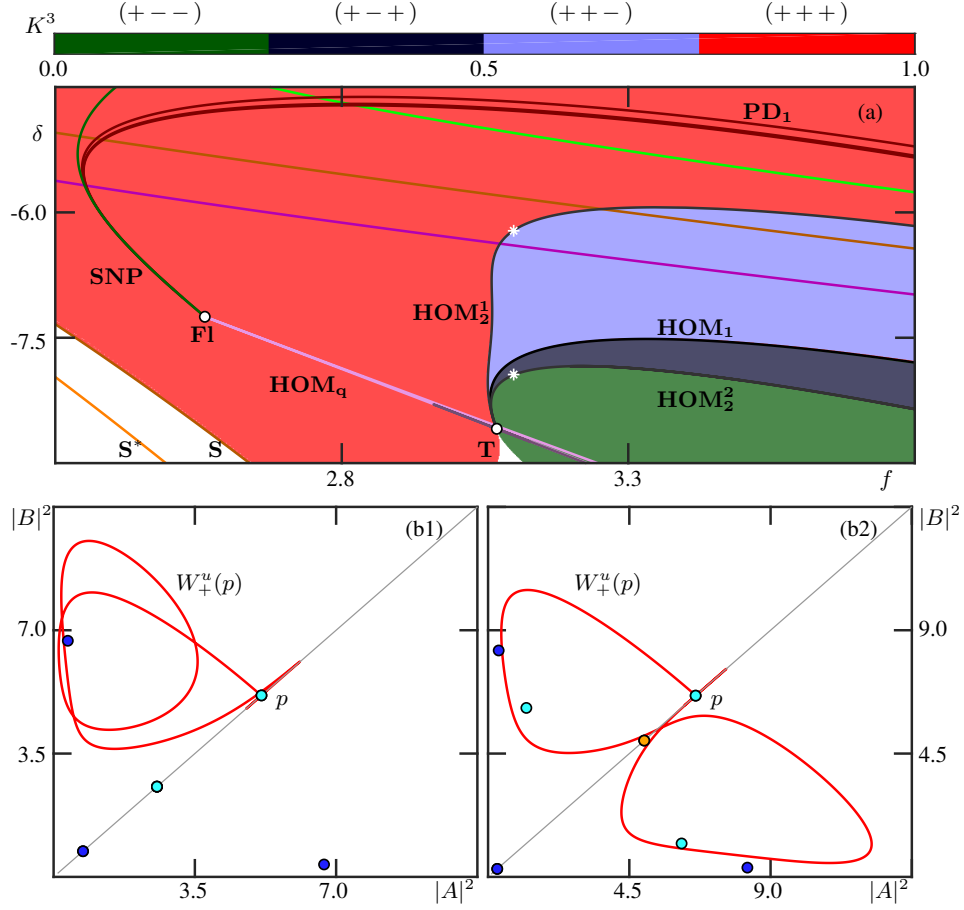 K³ (+ − −) (+ − +) (+ + −) (+ + +)
0.0 0.5 1.0
δ PD₁ (a)
-6.0
SNP
HOM₂¹ HOM₁
Fl
-7.5
HOM_q HOM₂²
S* S T
2.8 3.3 f
|B|² (b1) (b2) |B|²
W₊ᵘ(p) W₊ᵘ(p)
7.0 9.0
p p
3.5 4.5
3.5 7.0 |A|² 4.5 9.0 |A|²